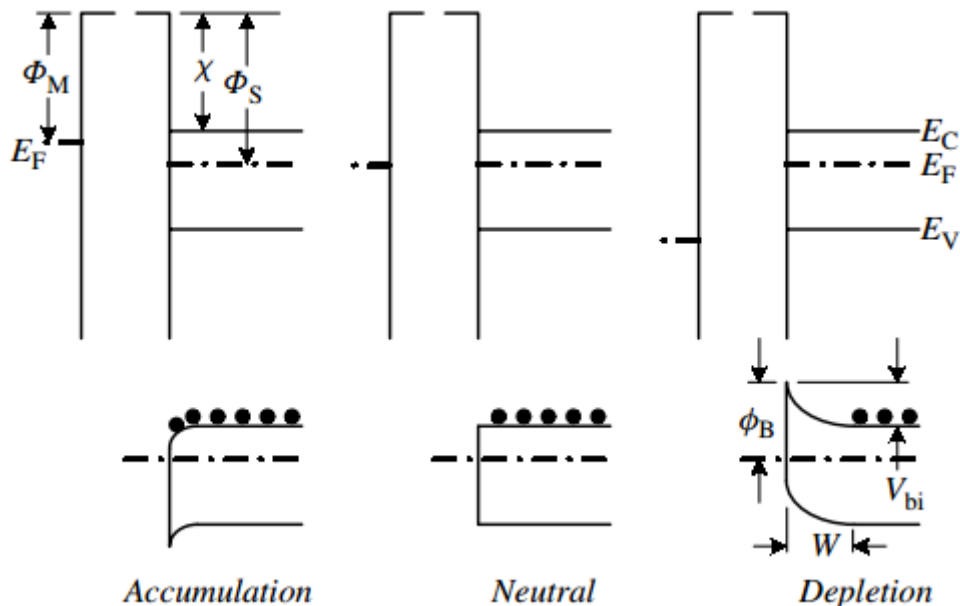 Φ_M
χ
Φ_S
E_F
E_C
E_F
E_V
ϕ_B
V_bi
W
Accumulation
Neutral
Depletion